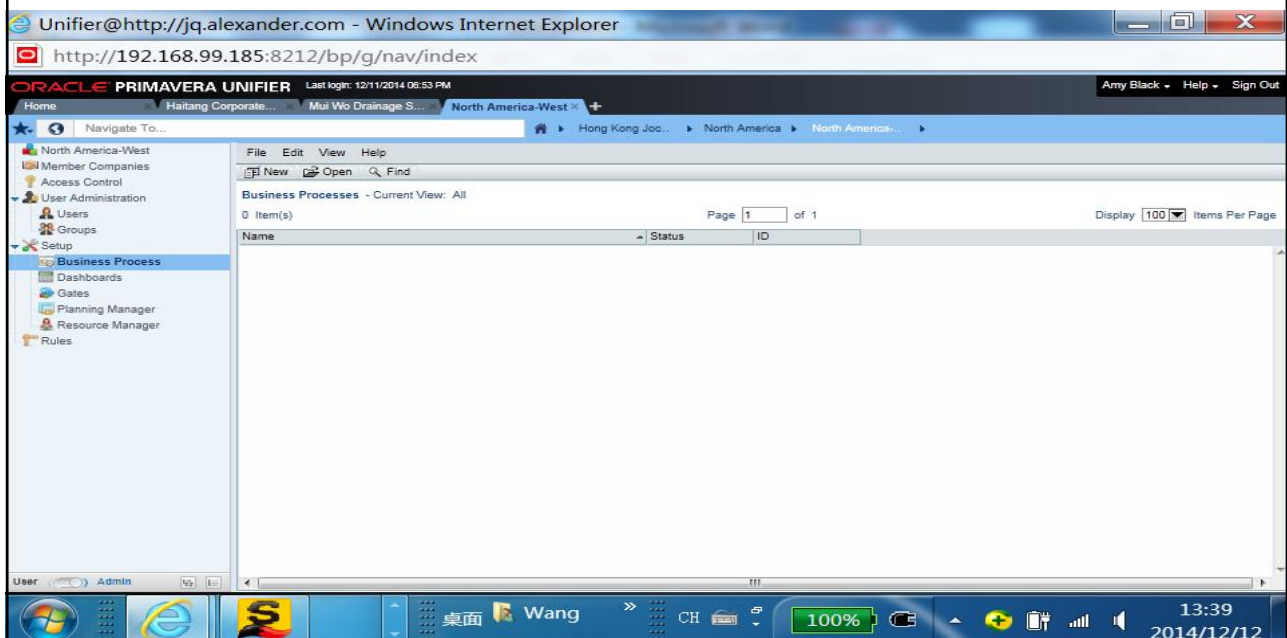 Unifier@http://jq.alexander.com - Windows Internet Explorer
http://192.168.99.185:8212/bp/g/nav/index
ORACLE PRIMAVERA UNIFIER Last login: 12/11/2014 06:53 PM Amy Black Help Sign Out
Home Haitang Corporate... Mui Wo Drainage S... North America-West
Navigate To... Hong Kong Joc.. North America North America-..
North America-West
Member Companies
Access Control
User Administration
Users
Groups
Setup
Business Process
Dashboards
Gates
Planning Manager
Resource Manager
Rules
User Admin
File Edit View Help
New Open Find
Business Processes - Current View: All
0 Item(s) Page 1 of 1 Display 100 Items Per Page
Name Status ID
桌面 Wang » CH 100% 13:39
2014/12/12